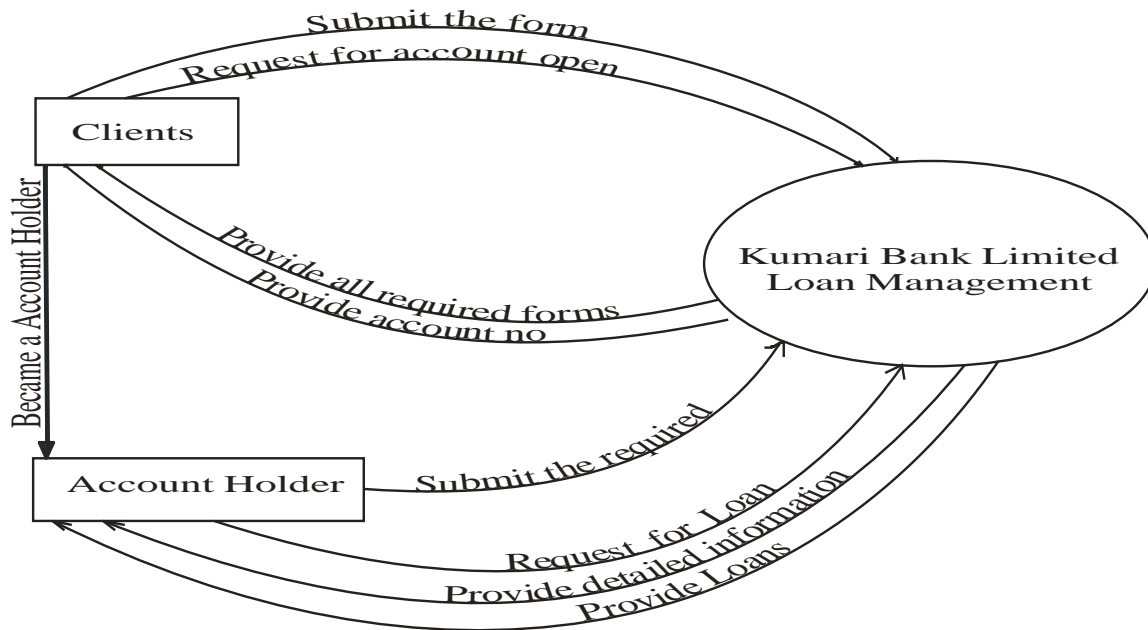 Submit the form
Request for account open
Clients
Became a Account Holder
Provide all required forms
Provide account no
Kumari Bank Limited
Loan Management
Account Holder
Submit the required
Request for Loan
Provide detailed information
Provide Loans